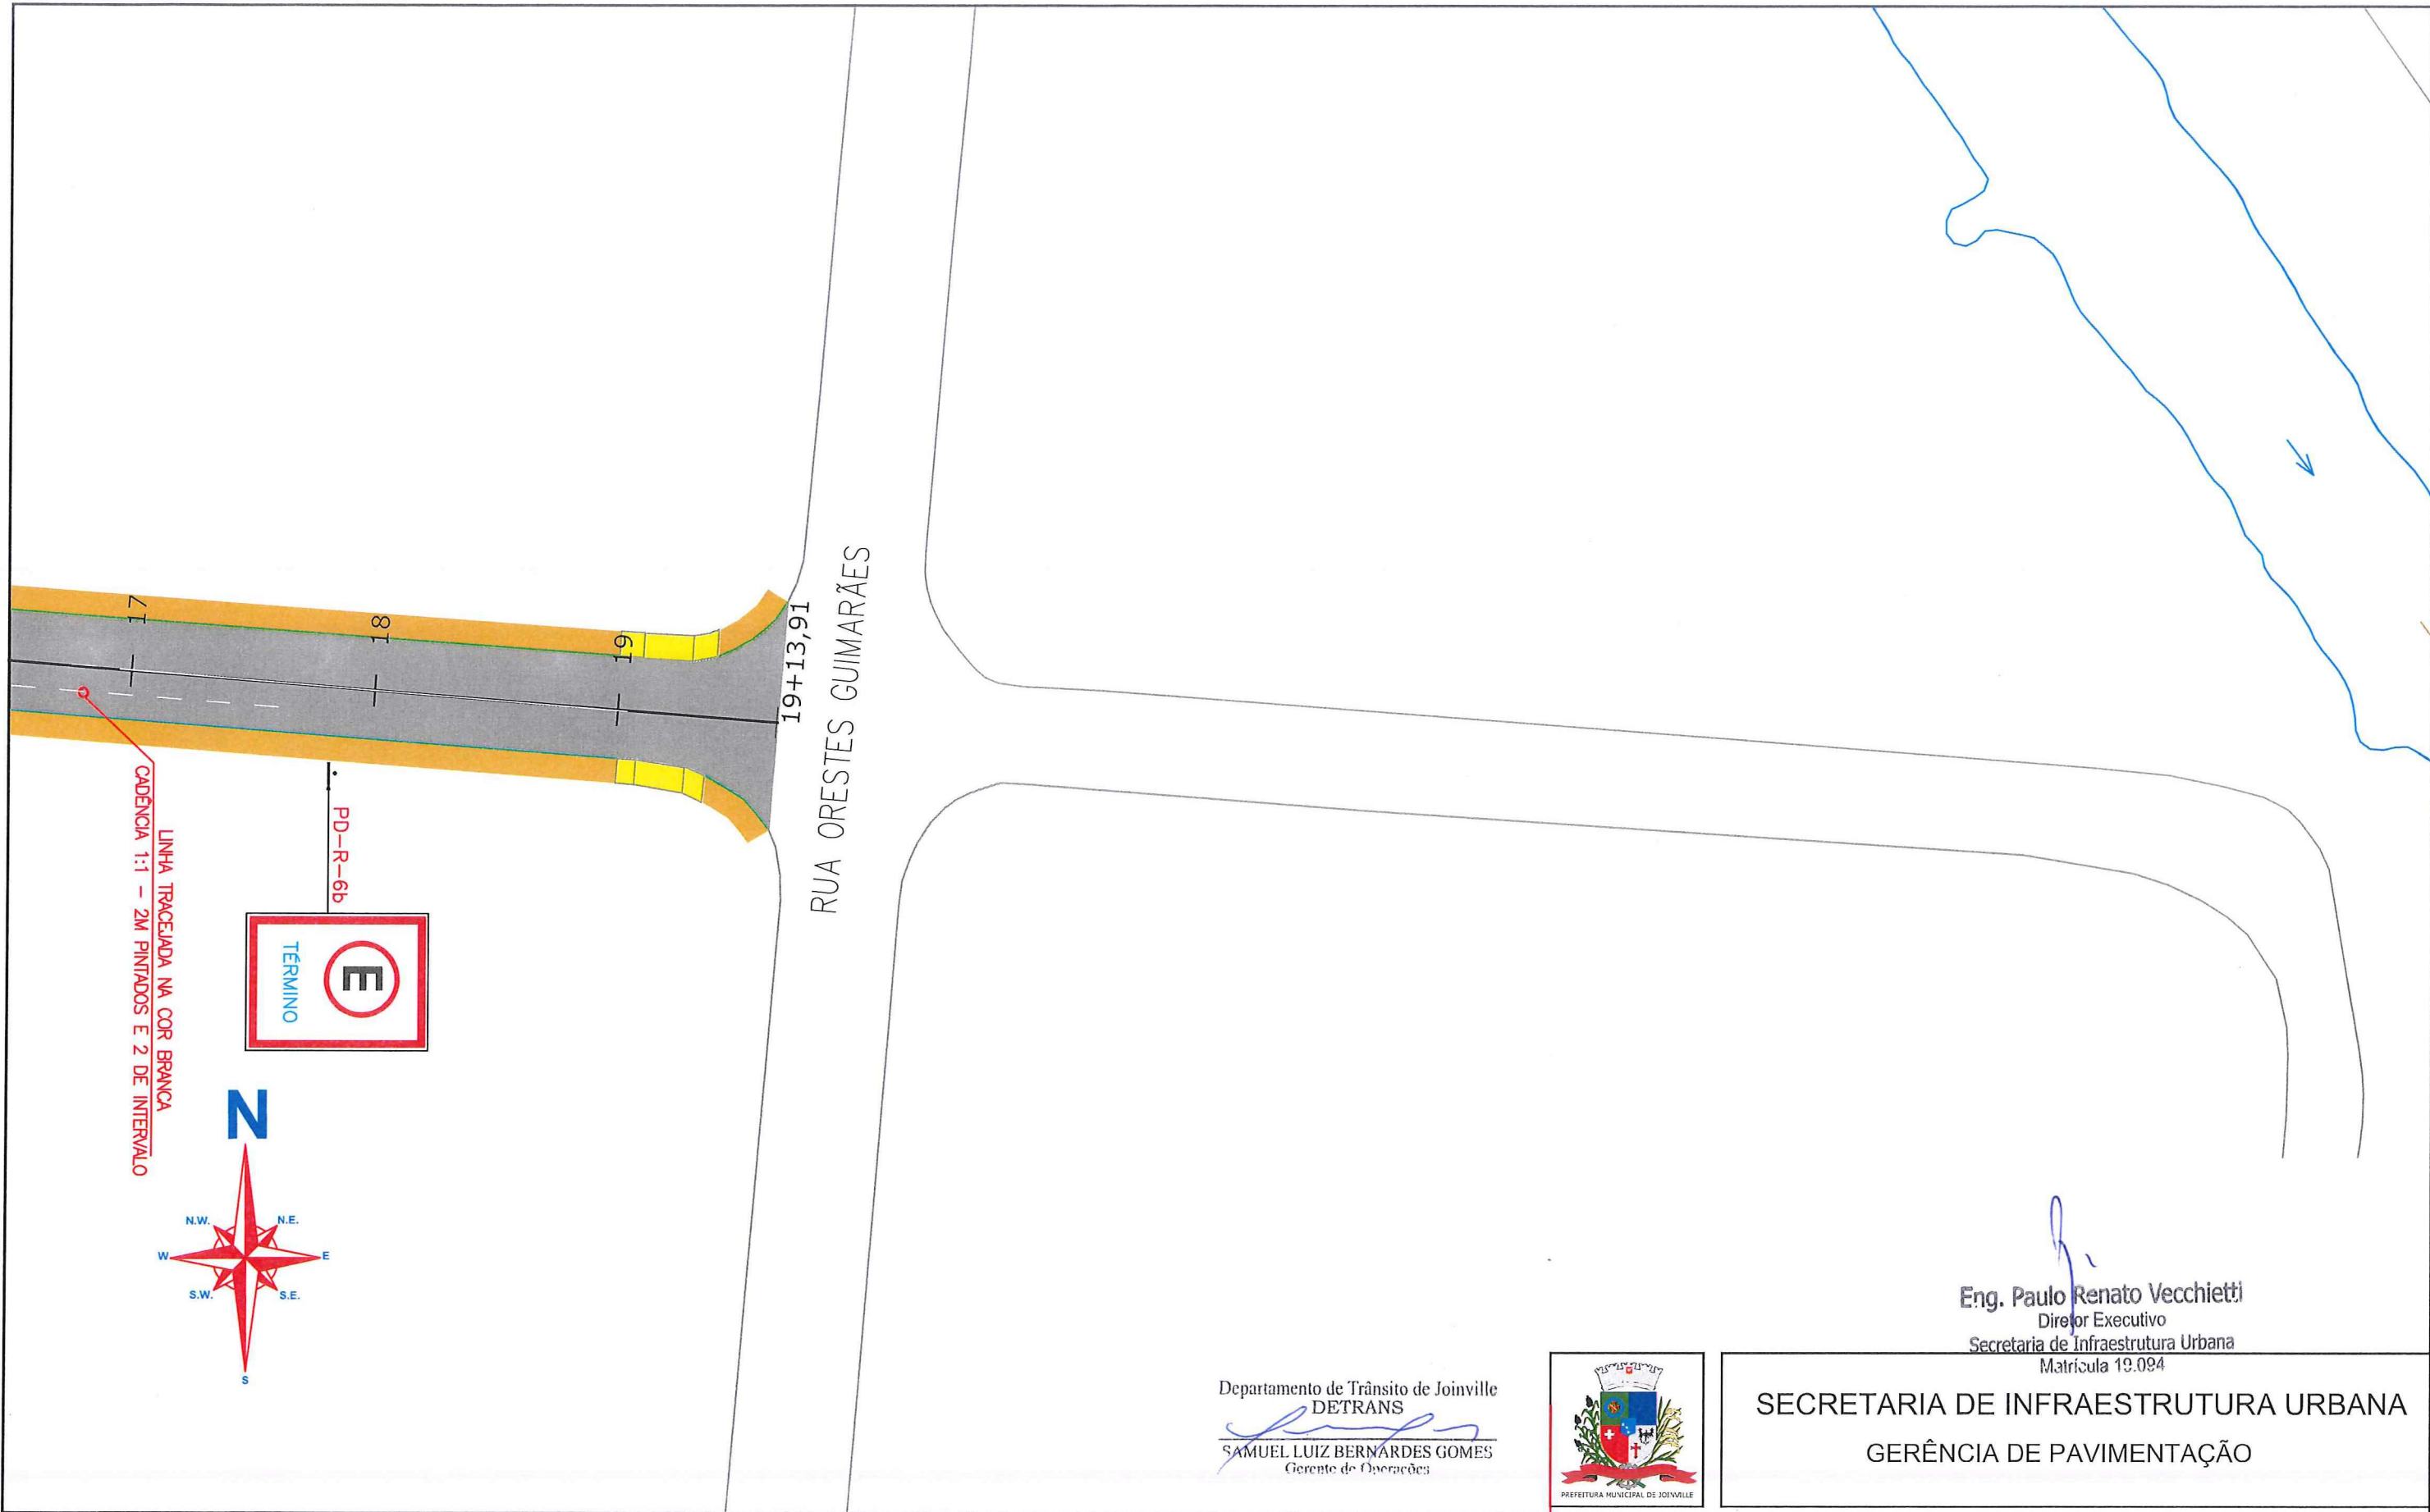 17
18
19
19+13,91
RUA ORESTES GUIMARÃES
PD-R-6b
E
TÉRMINO
LINHA TRACEJADA NA COR BRANCA
CADÊNCIA 1:1 - 2M PINTADOS E 2 DE INTERVALO
N
N.W.
N.E.
W
E
S.W.
S.E.
S
Eng. Paulo Renato Vecchietti
Diretor Executivo
Secretaria de Infraestrutura Urbana
Matrícula 19.094
Departamento de Trânsito de Joinville
DETRANS
SAMUEL LUIZ BERNARDES GOMES
Gerente de Operações
PREFEITURA MUNICIPAL DE JOINVILLE
SECRETARIA DE INFRAESTRUTURA URBANA
GERÊNCIA DE PAVIMENTAÇÃO